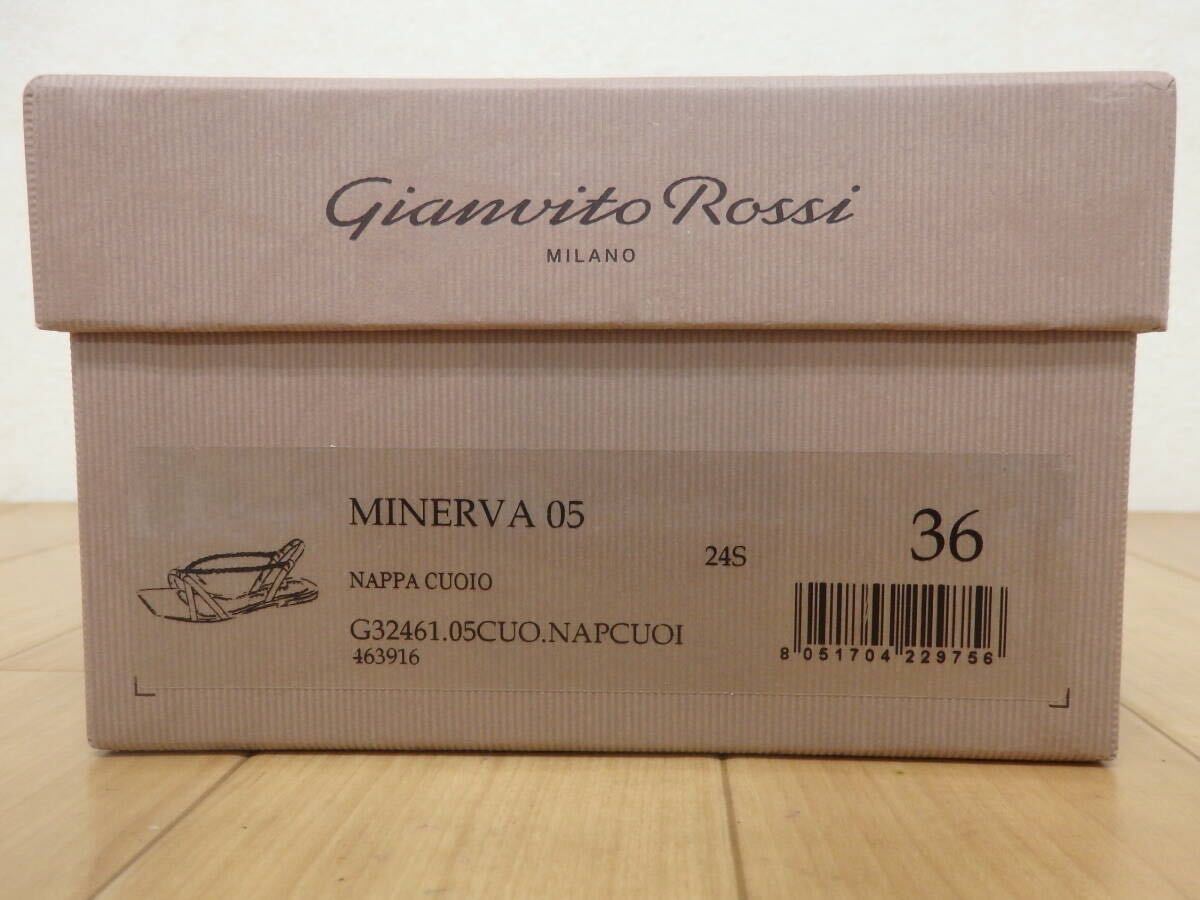 Gianvito Rossi
MILANO
MINERVA 05
36
24S
NAPPA CUOIO
G32461.05CUO.NAPCUOI
463916
8 051704 229756